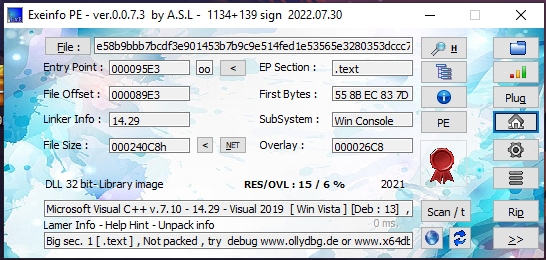 Exeinfo PE - ver.0.0.7.3 by A.S.L - 1134+139 sign 2022.07.30
File : e58b9bbb7bcdf3e901453b7b9c9e514fed1e53565e3280353dccc7 H
Entry Point : 000095E3 oo < EP Section : .text
File Offset : 000089E3 First Bytes : 55 8B EC 83 7D Plug
Linker Info : 14.29 SubSystem : Win Console PE
File Size : 000240C8h < NET Overlay : 000026C8
DLL 32 bit- Library image RES/OVL : 15 / 6 % 2021
Microsoft Visual C++ v.7.10 - 14.29 - Visual 2019 [ Win Vista ] [Deb : 13] , Scan / t Rip
Lamer Info - Help Hint - Unpack info 0 ms.
Big sec. 1 [ .text ] , Not packed , try debug www.ollydbg.de or www.x64db >>